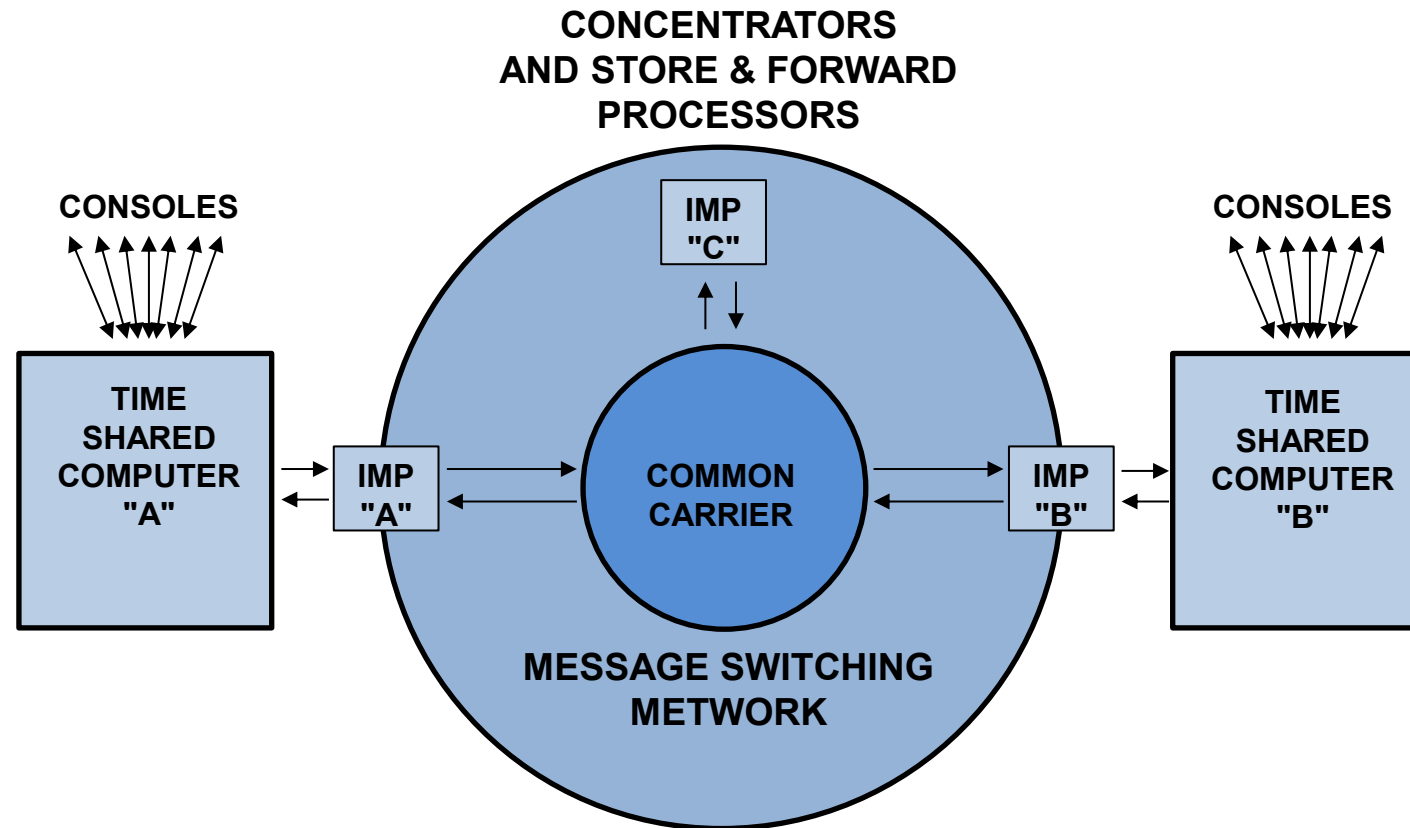 CONCENTRATORS
AND STORE & FORWARD
PROCESSORS
CONSOLES
CONSOLES
IMP
"C"
TIME
SHARED
COMPUTER
"A"
IMP
"A"
COMMON
CARRIER
IMP
"B"
TIME
SHARED
COMPUTER
"B"
MESSAGE SWITCHING
METWORK